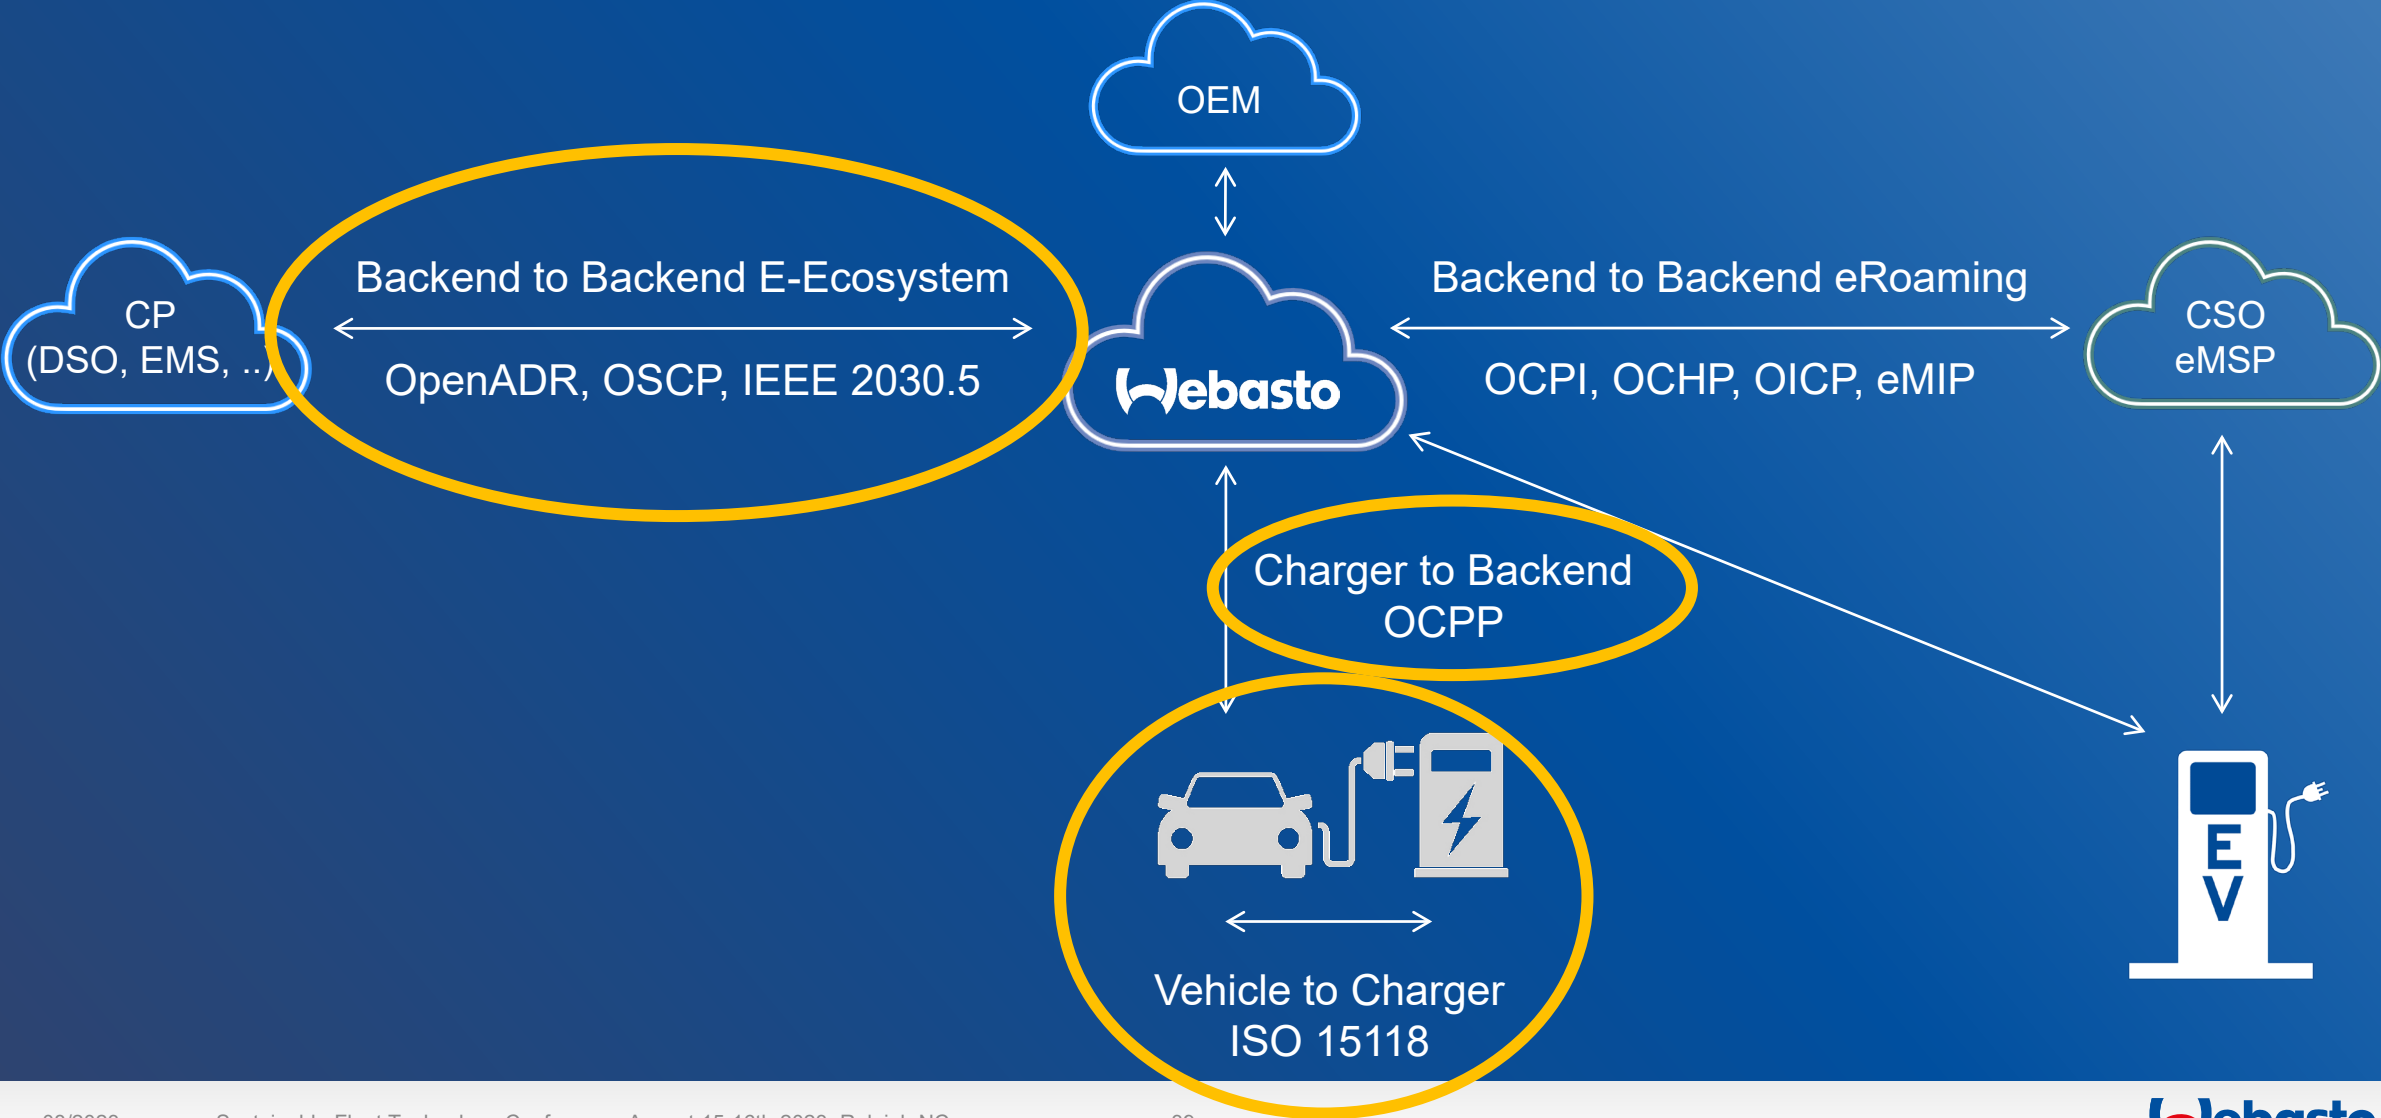 OEM
Backend to Backend E-Ecosystem
Backend to Backend eRoaming
CP
(DSO, EMS, ..)
CSO
eMSP
OpenADR, OSCP, IEEE 2030.5
Webasto
OCPI, OCHP, OICP, eMIP
Charger to Backend
OCPP
E
V
Vehicle to Charger
ISO 15118
Webasto